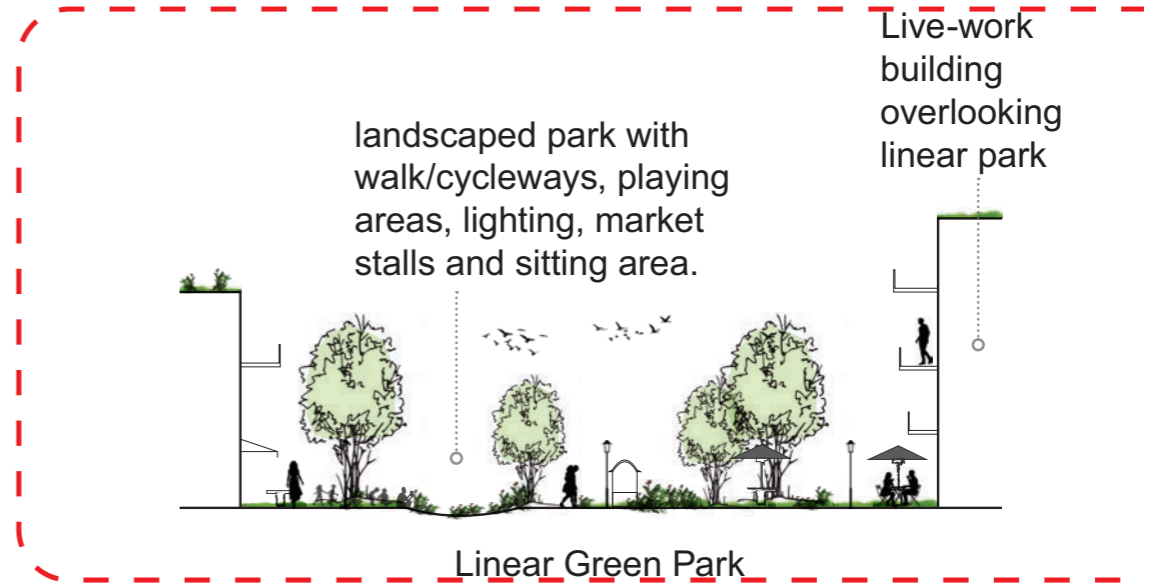 Live-work
building
overlooking
linear park
landscaped park with
walk/cycleways, playing
areas, lighting, market
stalls and sitting area.
Linear Green Park